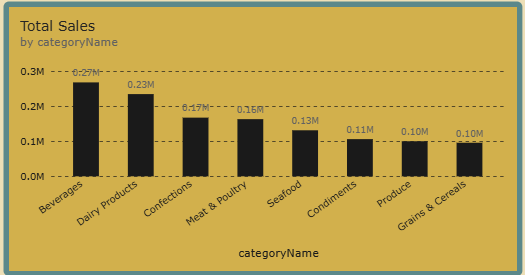 Total Sales
by categoryName
0.3M
0.2M
0.1M
0.0M
0.27M
0.23M
0.17M
0.16M
0.13M
0.11M
0.10M
0.10M
Beverages
Dairy Products
Confections
Meat & Poultry
Seafood
Condiments
Produce
Grains & Cereals
categoryName